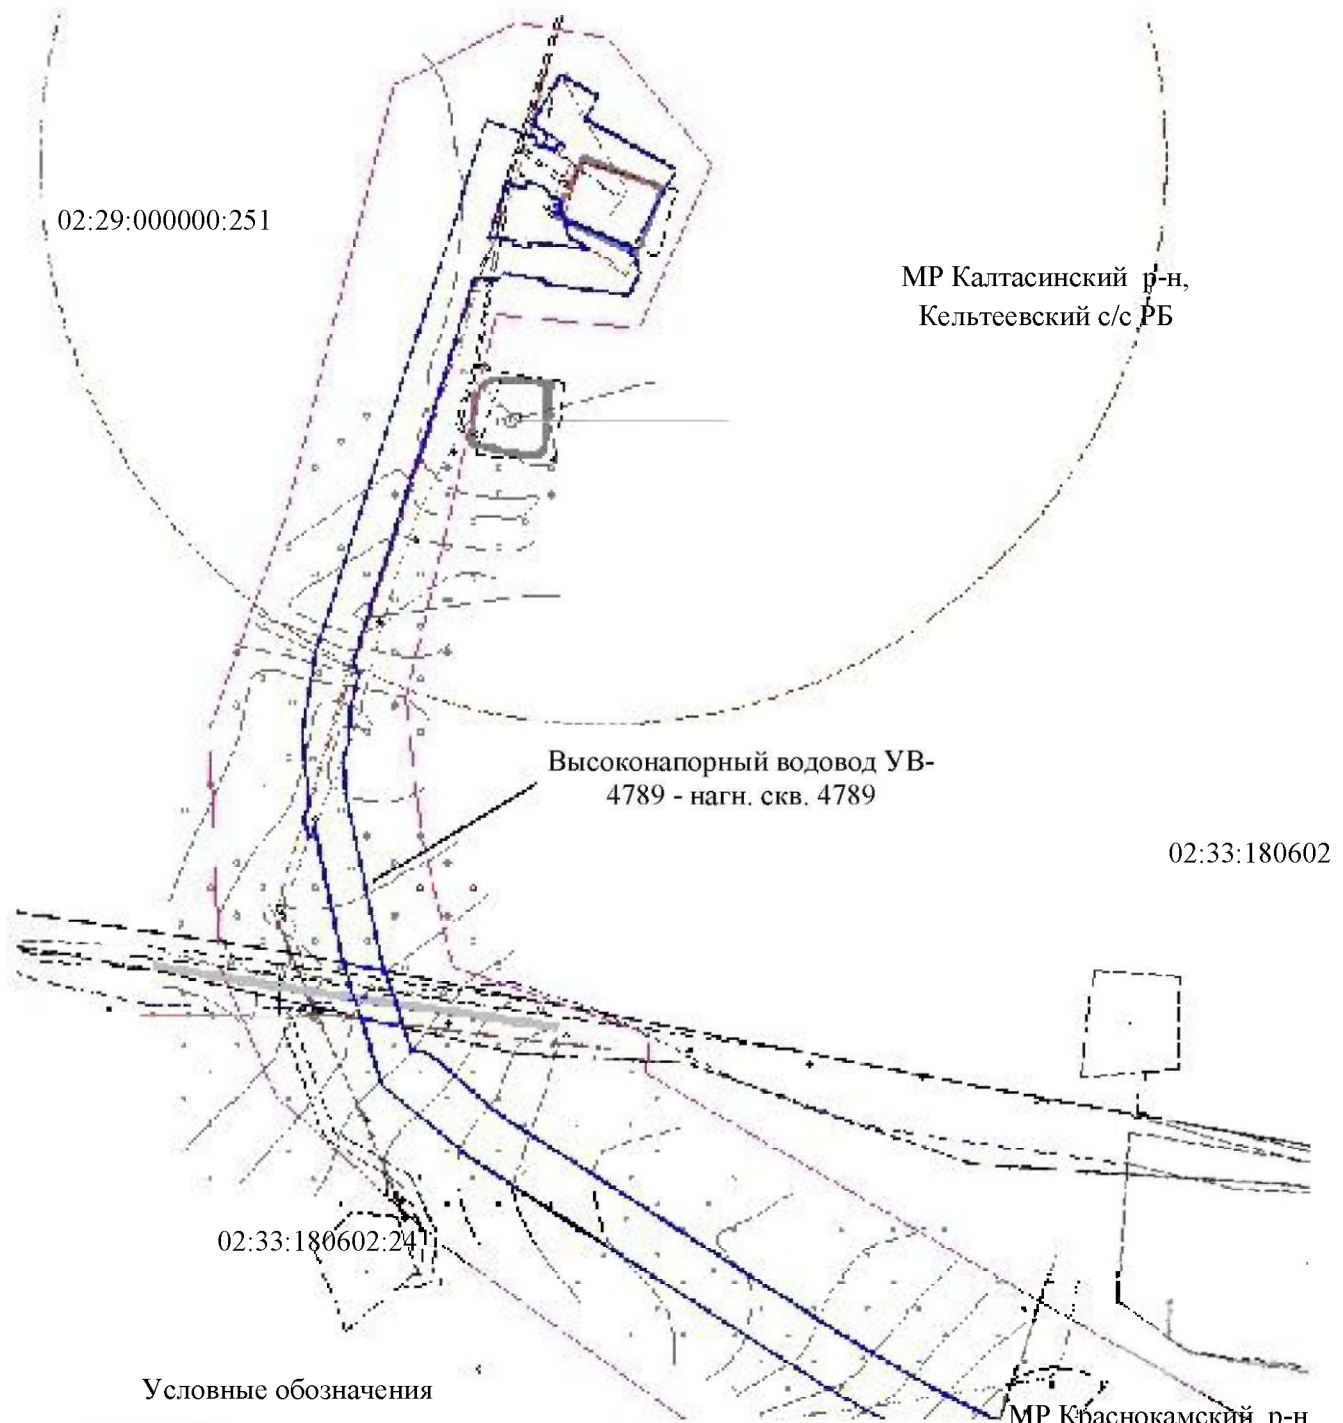 02:29:000000:251
МР Калтасинский р-н,
Кельтеевский с/с РБ
Высоконапорный водовод УВ-
4789 - нагн. скв. 4789
02:33:180602
02:33:180602:241
Условные обозначения
МР Краснокамский р-н